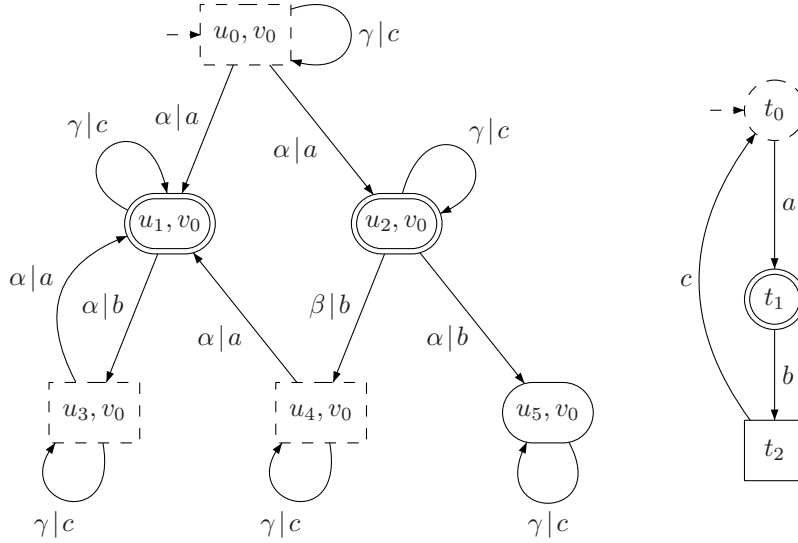 u₀, v₀
γ|c
α|a
α|a
γ|c
γ|c
u₁, v₀
u₂, v₀
α|a
α|b
α|a
β|b
α|b
u₃, v₀
u₄, v₀
u₅, v₀
γ|c
γ|c
γ|c
t₀
a
c
t₁
b
t₂